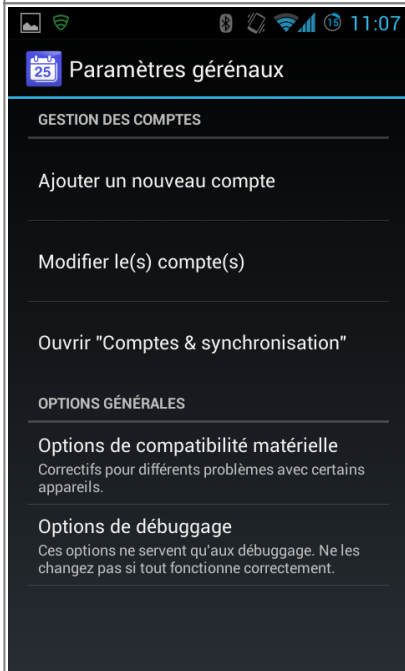 15 11:07
25 Paramètres gérénaux
GESTION DES COMPTES
Ajouter un nouveau compte
Modifier le(s) compte(s)
Ouvrir "Comptes & synchronisation"
OPTIONS GÉNÉRALES
Options de compatibilité matérielle
Correctifs pour différents problèmes avec certains
appareils.
Options de débuggage
Ces options ne servent qu'aux débuggage. Ne les
changez pas si tout fonctionne correctement.